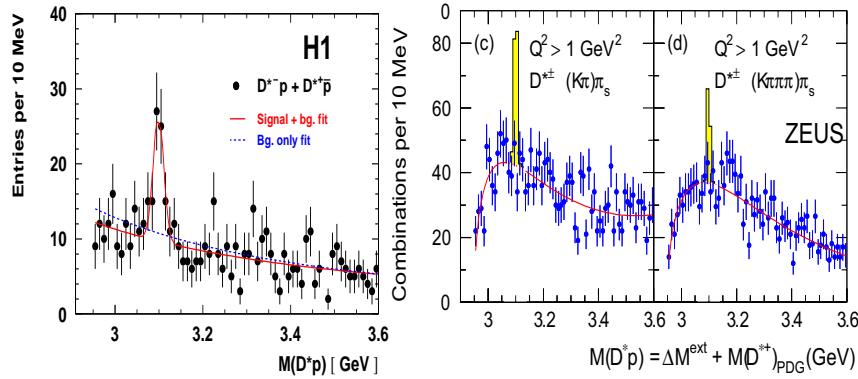 Entries per 10 MeV
40
30
20
10
0
H1
D*⁻p + D*⁺p̄
Signal + bg. fit
Bg. only fit
3 3.2 3.4 3.6
M(D*p) [ GeV ]
Combinations per 10 MeV
80
60
40
20
0
(c) Q² > 1 GeV²
D*± (Kπ)πₛ
(d) Q² > 1 GeV²
D*± (Kπππ)πₛ
ZEUS
3 3.2 3.4 3.6 3 3.2 3.4 3.6
M(D*p) = ΔMᵉˣᵗ + M(D*⁺)PDG (GeV)